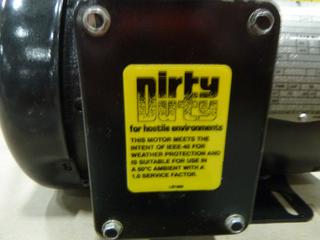 Dirty
Duty
for hostile environments
THIS MOTOR MEETS THE
INTENT OF IEEE-45 FOR
WEATHER PROTECTION AND
IS SUITABLE FOR USE IN
A 50°C AMBIENT WITH A
1.0 SERVICE FACTOR.